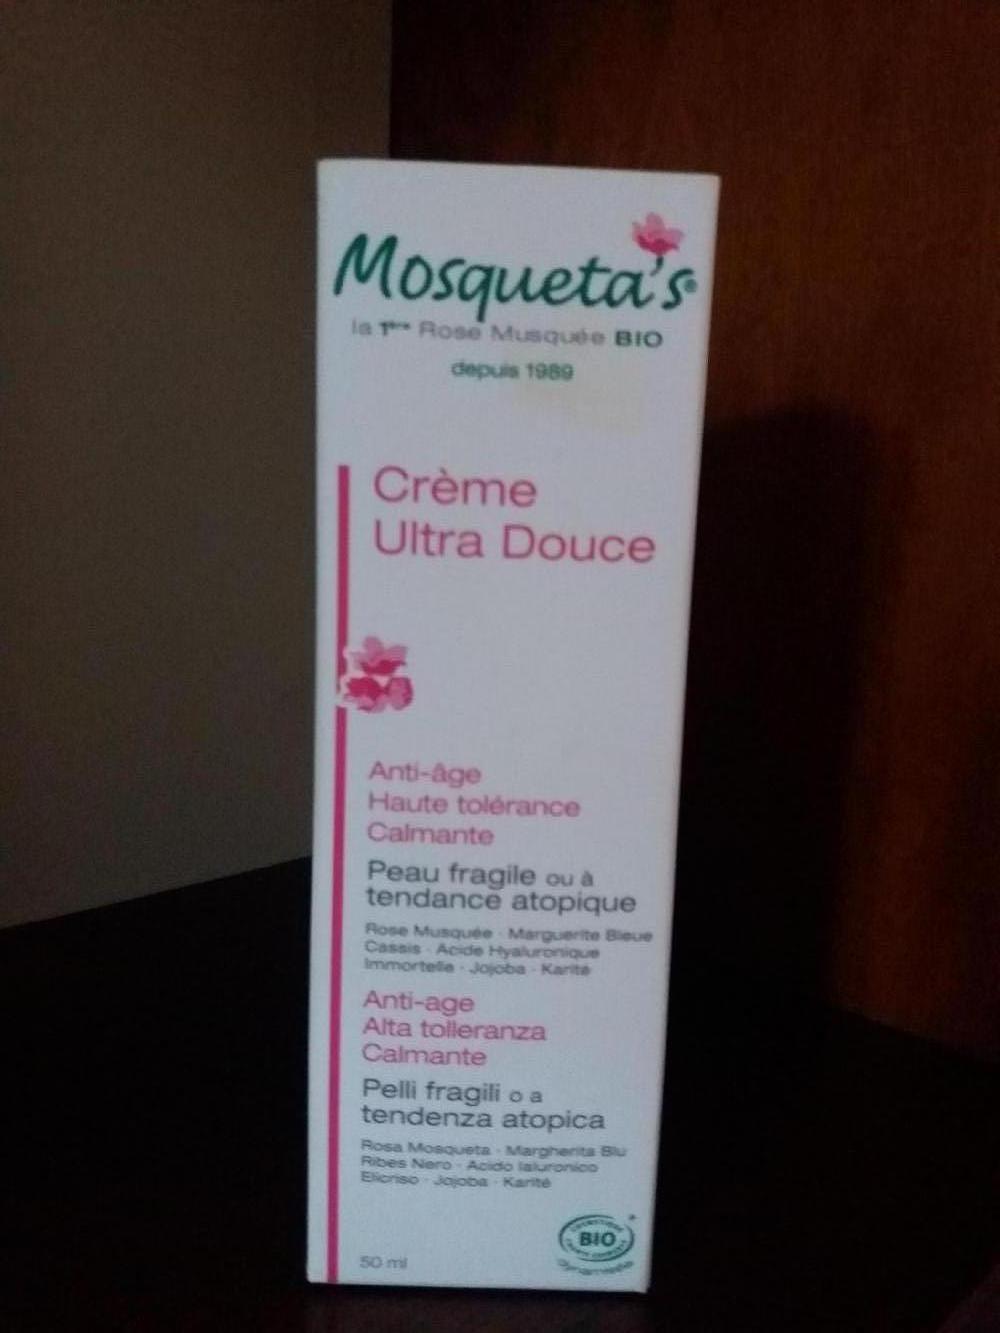 Mosqueta's®
la 1ère Rose Musquée BIO
depuis 1989
Crème
Ultra Douce
Anti-âge
Haute tolérance
Calmante
Peau fragile ou à
tendance atopique
Rose Musquée · Marguerite Bleue
Cassis · Acide Hyaluronique
Immortelle · Jojoba · Karité
Anti-age
Alta tolleranza
Calmante
Pelli fragili o a
tendenza atopica
Rosa Mosqueta · Margherita Blu
Ribes Nero · Acido Ialuronico
Elicriso · Jojoba · Karité
BIO
50 ml